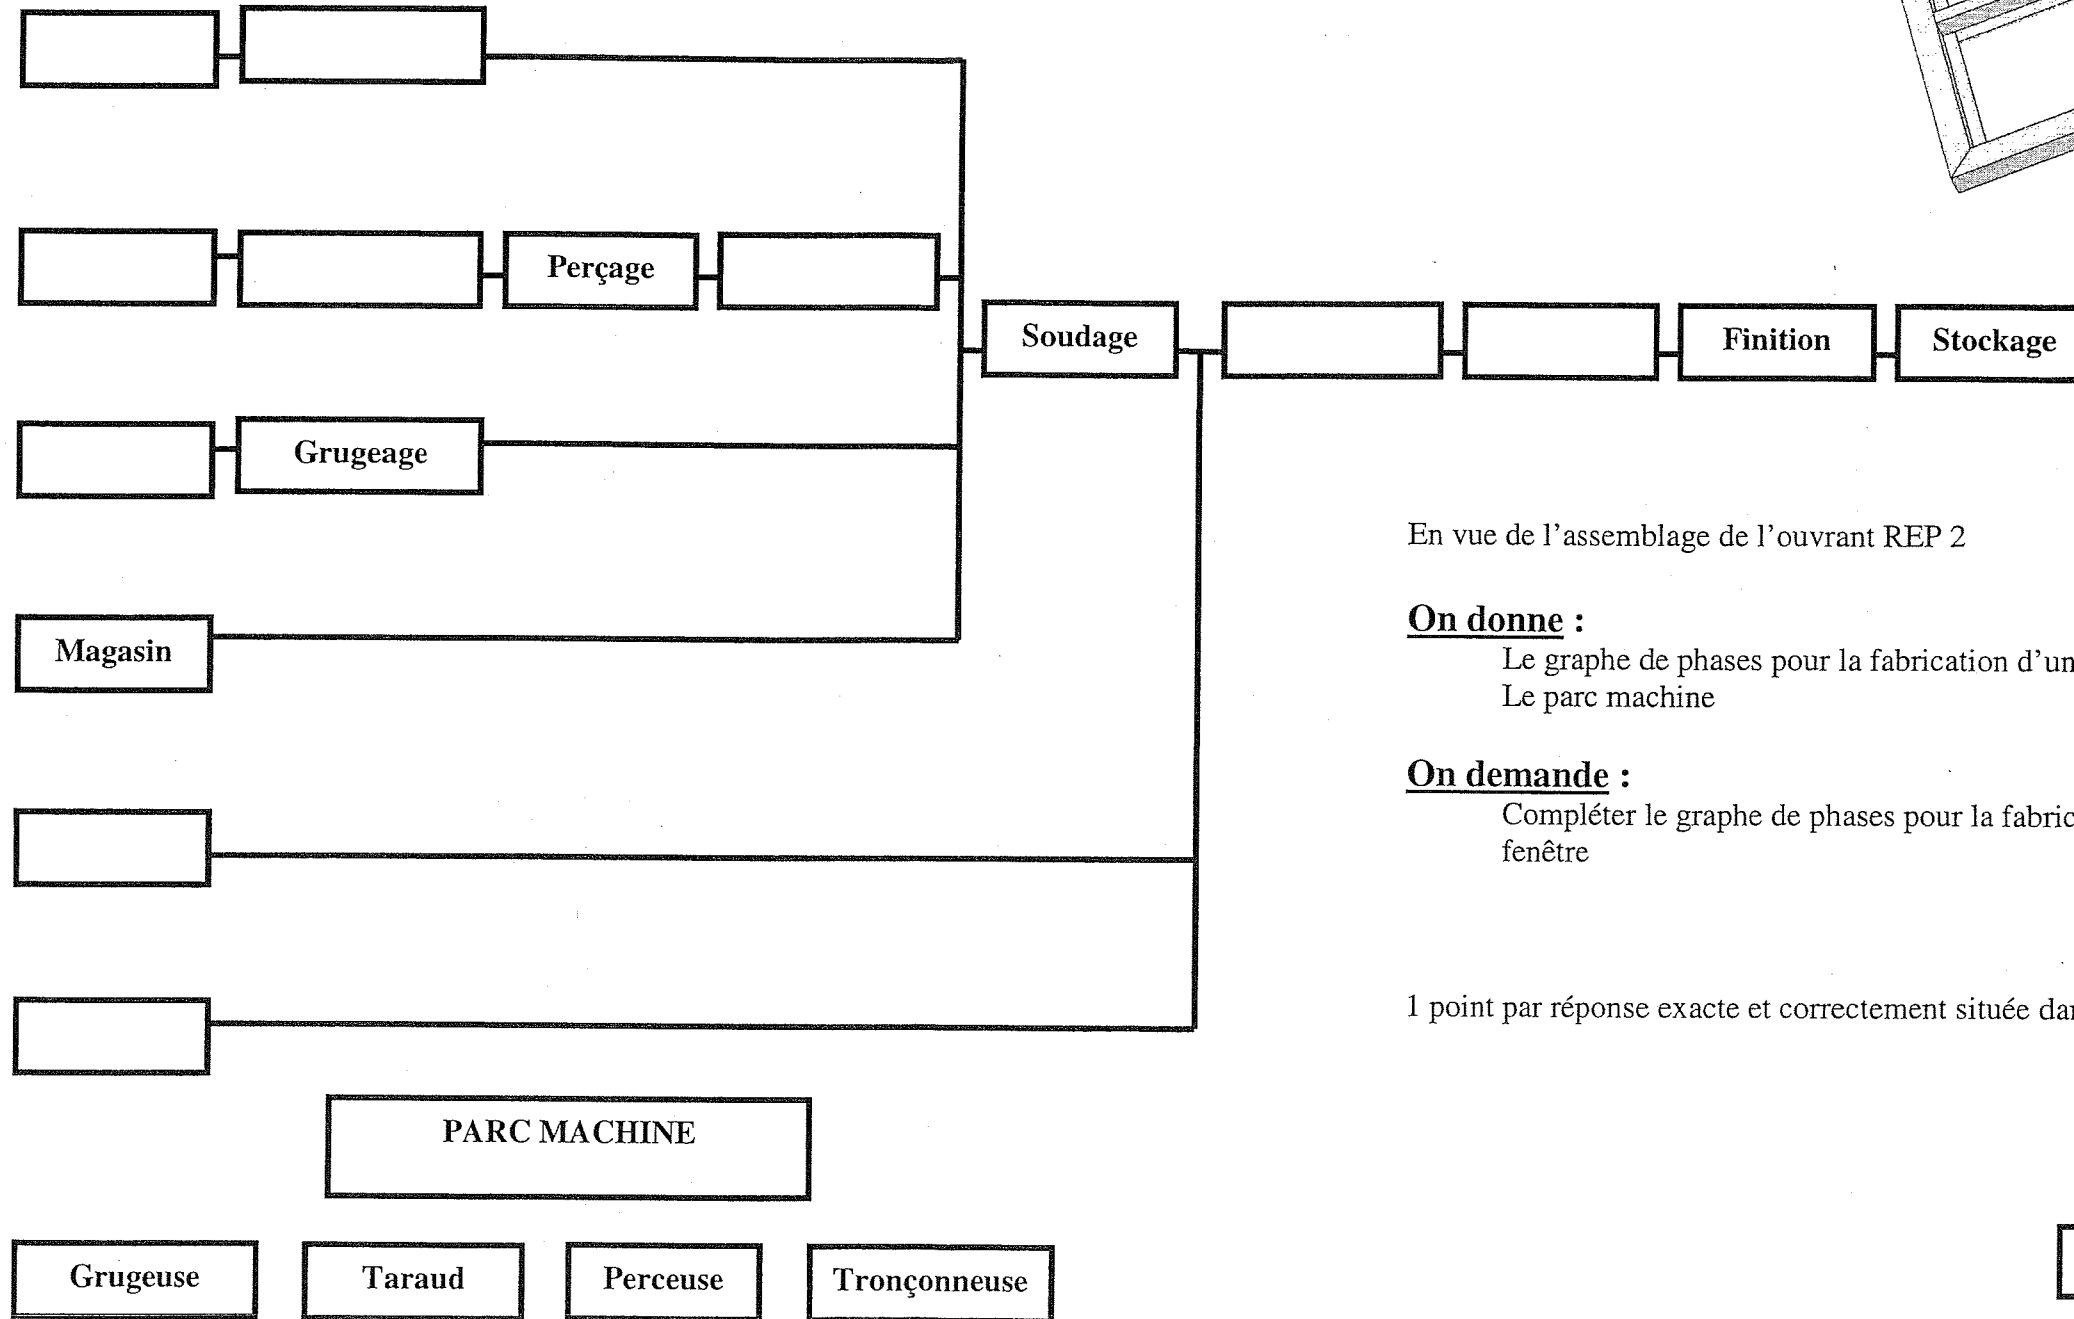 Perçage
Soudage
Finition
Stockage
Grugeage
Magasin
En vue de l'assemblage de l'ouvrant REP 2
On donne :
Le graphe de phases pour la fabrication d'un
Le parc machine
On demande :
Compléter le graphe de phases pour la fabric
fenêtre
1 point par réponse exacte et correctement située dan
PARC MACHINE
Grugeuse
Taraud
Perceuse
Tronçonneuse